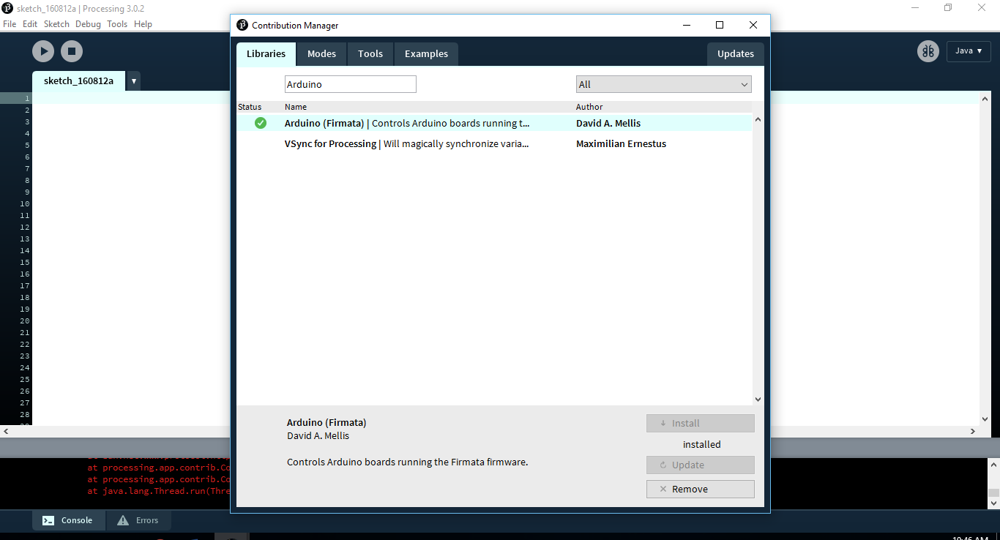 sketch_160812a | Processing 3.0.2
File Edit Sketch Debug Tools Help
Java ▼
sketch_160812a ▼
1
2
3
4
5
6
7
8
9
10
11
12
13
14
15
16
17
18
19
20
21
22
23
24
25
26
27
28
Contribution Manager
Libraries Modes Tools Examples Updates
Arduino All
Status Name Author
Arduino (Firmata) | Controls Arduino boards running t... David A. Mellis
VSync for Processing | Will magically synchronize varia... Maximilian Ernestus
Arduino (Firmata)
David A. Mellis
Controls Arduino boards running the Firmata firmware.
Install
installed
Update
Remove
at processing.app.contrib.Co
at processing.app.contrib.Co
at java.lang.Thread.run(Thre
Console Errors
10:46 AM